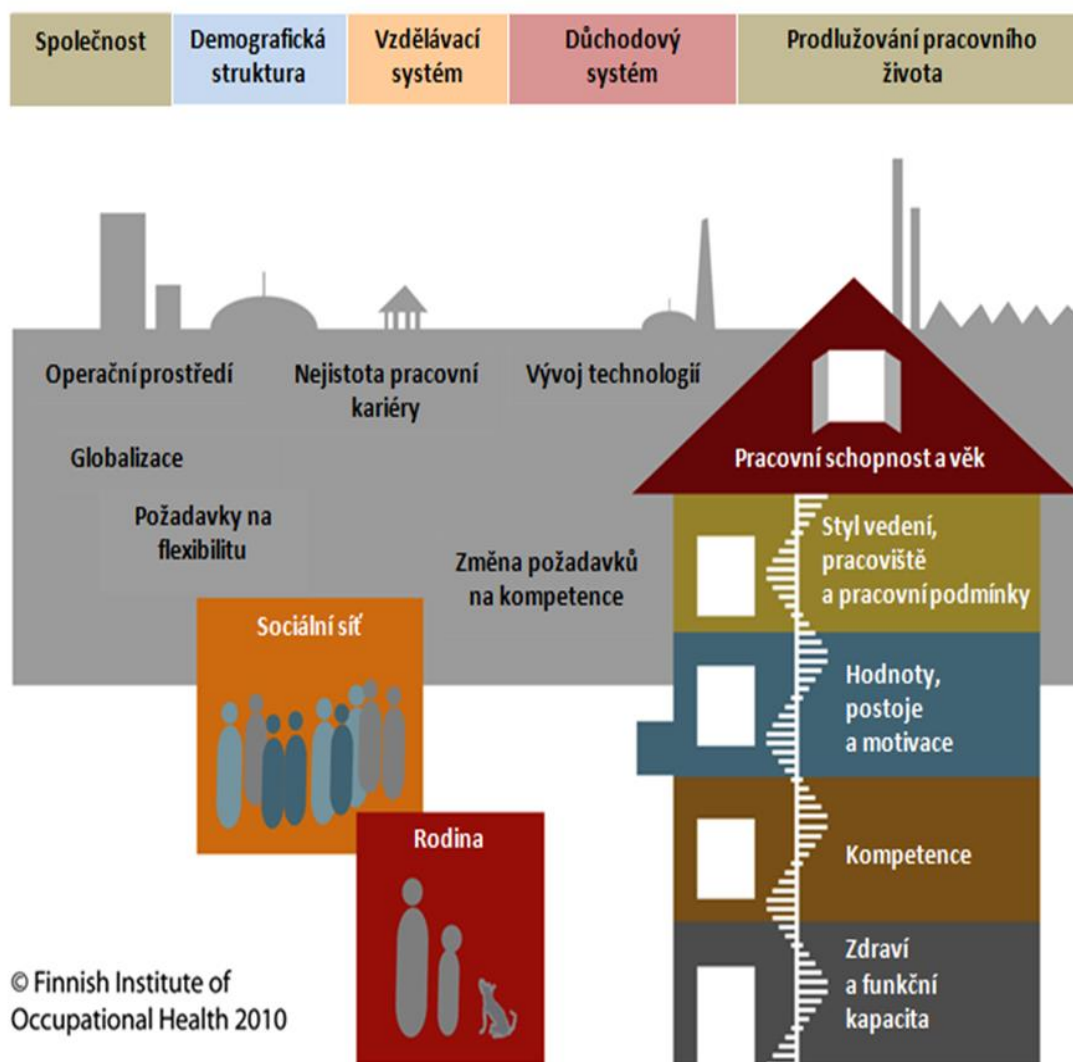 Společnost
Demografická
struktura
Vzdělávací
systém
Důchodový
systém
Prodlužování pracovního
života
Operační prostředí
Nejistota pracovní
kariéry
Vývoj technologií
Globalizace
Pracovní schopnost a věk
Požadavky na
flexibilitu
Změna požadavků
na kompetence
Styl vedení,
pracoviště
a pracovní podmínky
Sociální síť
Hodnoty,
postoje
a motivace
Rodina
Kompetence
Zdraví
a funkční
kapacita
© Finnish Institute of
Occupational Health 2010